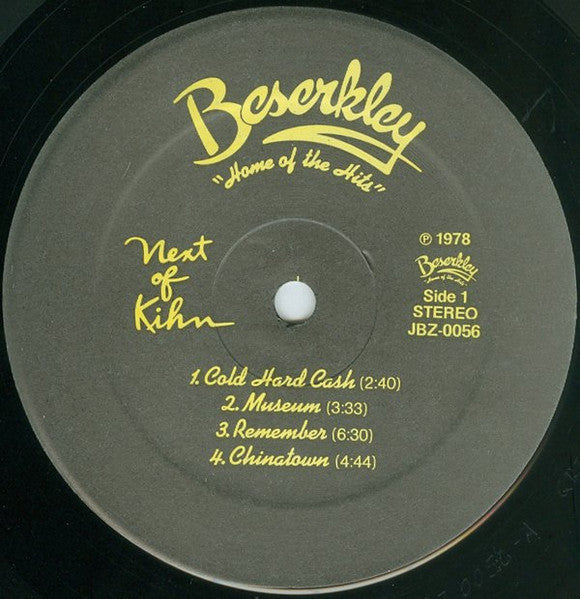 Beserkley
"Home of the Hits"
Next
of
Kihn
℗ 1978
Beserkley
"Home of the Hits"
Side 1
STEREO
JBZ-0056
1. Cold Hard Cash (2:40)
2. Museum (3:33)
3. Remember (6:30)
4. Chinatown (4:44)